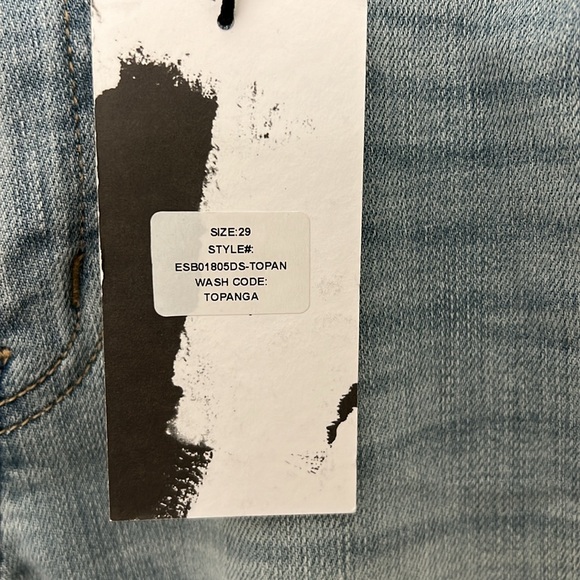 SIZE:29
STYLE#:
ESB01805DS-TOPAN
WASH CODE:
TOPANGA